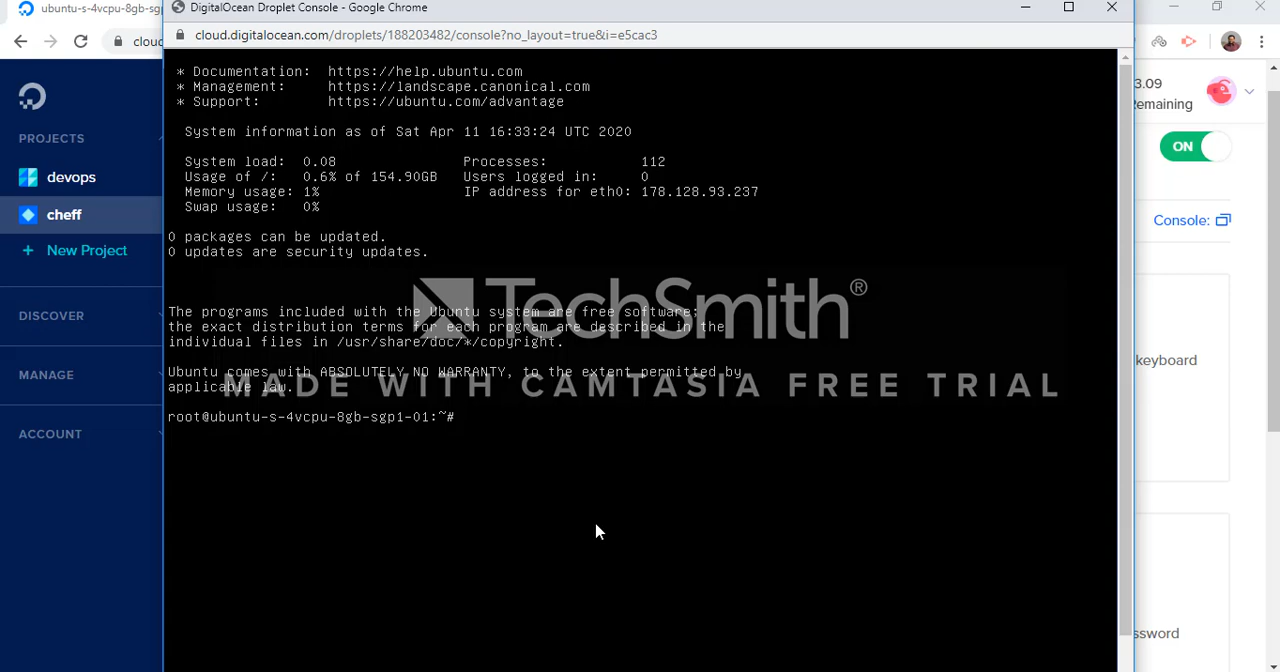 ubuntu-s-4vcpu-8gb-sg
DigitalOcean Droplet Console - Google Chrome
cloud.digitalocean.com/droplets/188203482/console?no_layout=true&i=e5cac3
cloud
PROJECTS
devops
cheff
+ New Project
DISCOVER
MANAGE
ACCOUNT
* Documentation: https://help.ubuntu.com
* Management: https://landscape.canonical.com
* Support: https://ubuntu.com/advantage
System information as of Sat Apr 11 16:33:24 UTC 2020
System load: 0.08 Processes: 112
Usage of /: 0.6% of 154.90GB Users logged in: 0
Memory usage: 1% IP address for eth0: 178.128.93.237
Swap usage: 0%
0 packages can be updated.
0 updates are security updates.
The programs included with the Ubuntu system are free software;
the exact distribution terms for each program are described in the
individual files in /usr/share/doc/*/copyright.
Ubuntu comes with ABSOLUTELY NO WARRANTY, to the extent permitted by
applicable law.
root@ubuntu-s-4vcpu-8gb-sgp1-01:~#
TechSmith®
MADE WITH CAMTASIA FREE TRIAL
3.09
Remaining
ON
Console:
keyboard
ssword